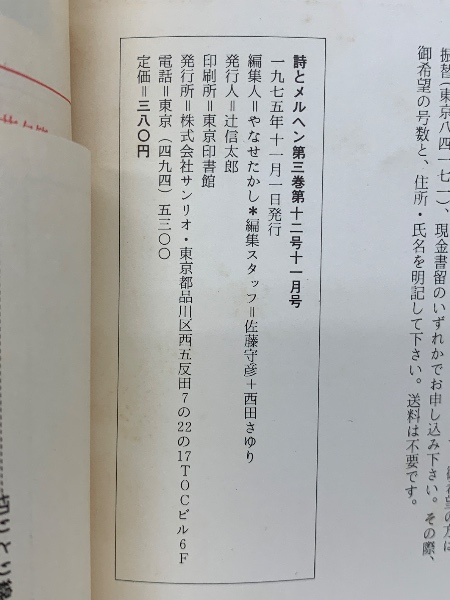 振替(東京八四一七二)、現金書留のいずれかでお申し込み下さい。その際、
御希望の号数と、住所・氏名を明記して下さい。送料は不要です。
詩とメルヘン第三巻第十二号十一月号
一九七五年十一月一日発行
編集人＝やなせたかし＊編集スタッフ＝佐藤守彦＋西田さゆり
発行人＝辻信太郎
印刷所＝東京印書館
発行所＝株式会社サンリオ・東京都品川区西五反田7の22の17TOCビル6F
電話＝東京(四九四)五三〇〇
定価＝三八〇円
切りとり線